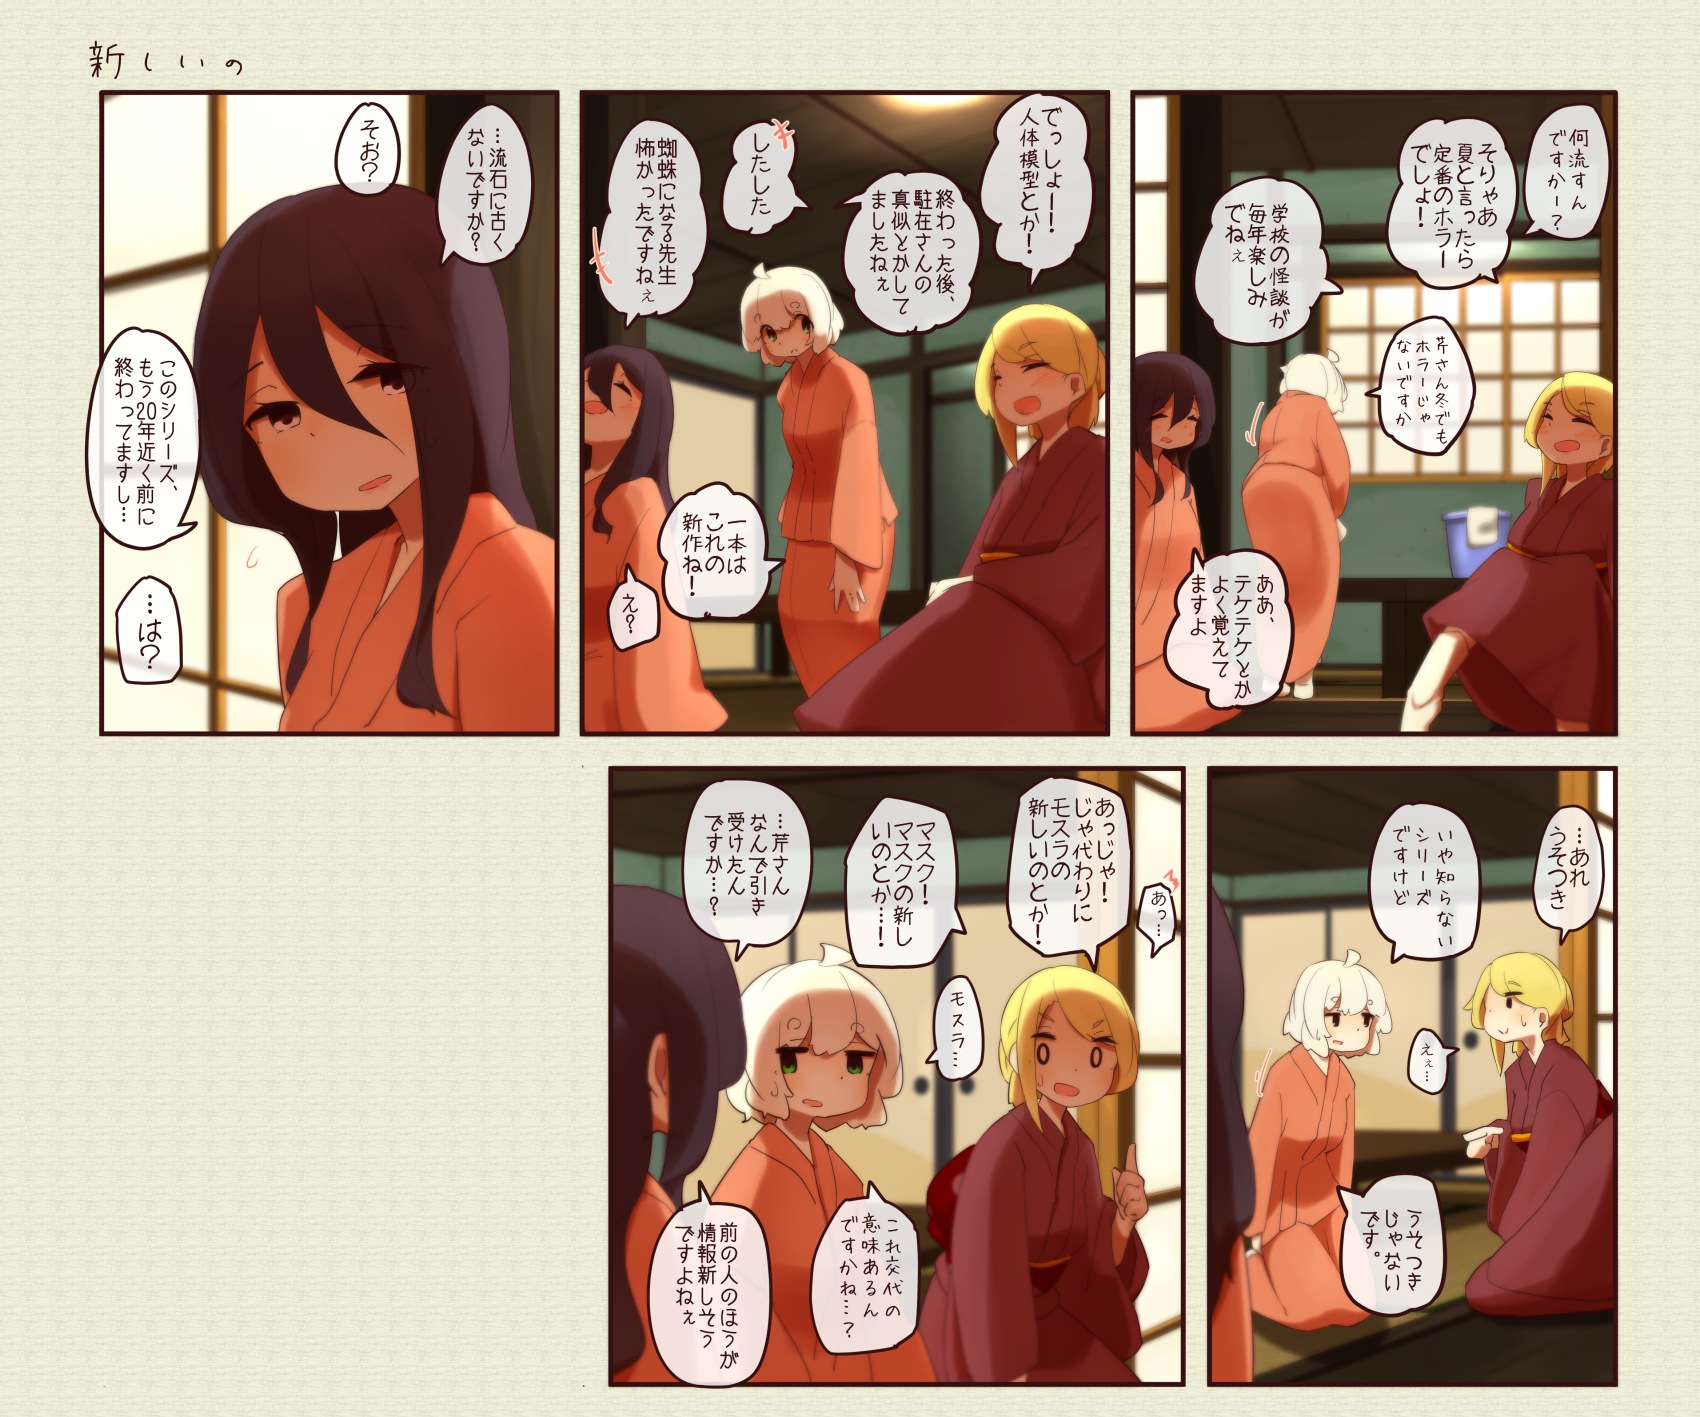 新しいの
何流すん
ですかー？
そりゃあ
夏と言ったら
定番のホラー
でしょ！
学校の怪談が
毎年楽しみ
でねぇ
芹さん冬でも
ホラーじゃ
ないですか
ああ、
テケテケとか
よく覚えて
ますよ
でっしょー！
人体模型とか！
終わった後、
駐在さんの
真似とかして
ましたねぇ
したした
蜘蛛になる先生
怖かったですねぇ
一本は
これの
新作ね！
え？
…流石に古く
ないですか？
そお？
このシリーズ、
もう20年近く前に
終わってますし…
…は？
…あれ
うそつき
いや知らない
シリーズ
ですけど
えぇ…
うそつき
じゃない
です。
あっ…
あっじゃ！
じゃ代わりに
モスラの
新しいのとか！
マスク！
マスクの新し
いのとか…！
モスラ…
…芹さん
なんで引き
受けたん
ですか…？
これ交代の
意味あるん
ですかね…？
前の人のほうが
情報新しそう
ですよねぇ